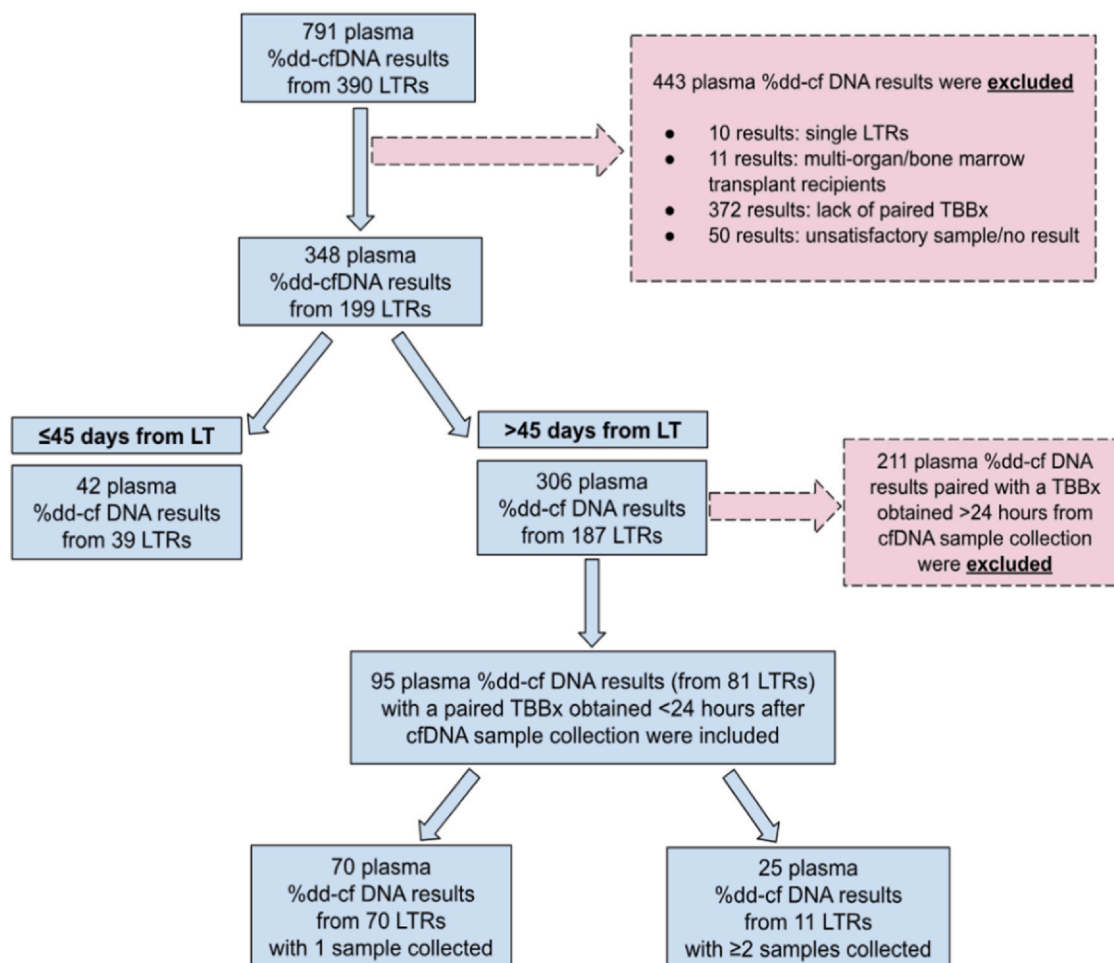 791 plasma
%dd-cfDNA results
from 390 LTRs
443 plasma %dd-cf DNA results were excluded
● 10 results: single LTRs
● 11 results: multi-organ/bone marrow
transplant recipients
● 372 results: lack of paired TBBx
● 50 results: unsatisfactory sample/no result
348 plasma
%dd-cfDNA results
from 199 LTRs
≤45 days from LT
>45 days from LT
42 plasma
%dd-cf DNA results
from 39 LTRs
306 plasma
%dd-cf DNA results
from 187 LTRs
211 plasma %dd-cf DNA
results paired with a TBBx
obtained >24 hours from
cfDNA sample collection
were excluded
95 plasma %dd-cf DNA results (from 81 LTRs)
with a paired TBBx obtained <24 hours after
cfDNA sample collection were included
70 plasma
%dd-cf DNA results
from 70 LTRs
with 1 sample collected
25 plasma
%dd-cf DNA results
from 11 LTRs
with ≥2 samples collected